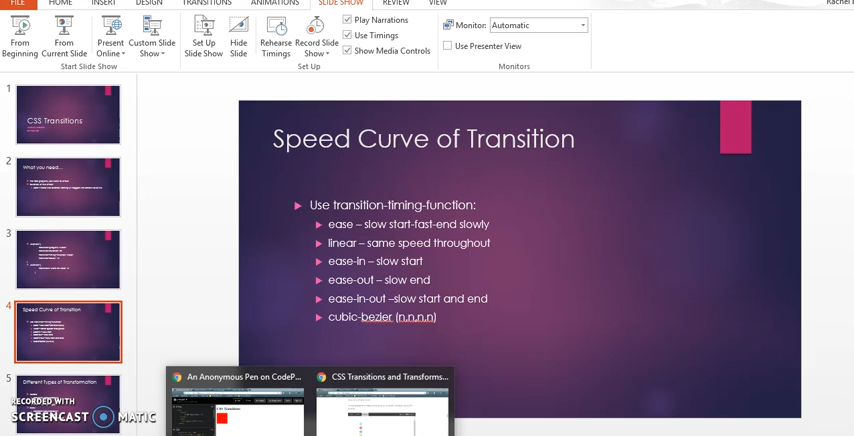 FILE HOME INSERT DESIGN TRANSITIONS ANIMATIONS SLIDE SHOW REVIEW VIEW Rachel
From Beginning
From Current Slide
Present Online
Custom Slide Show
Set Up Slide Show
Hide Slide
Rehearse Timings
Record Slide Show
Play Narrations
Use Timings
Show Media Controls
Monitor: Automatic
Use Presenter View
Start Slide Show
Set Up
Monitors
1
CSS Transitions
2
What you need...
3
4
Speed Curve of Transition
5
Different Types of Transformation
Speed Curve of Transition
Use transition-timing-function:
ease – slow start-fast-end slowly
linear – same speed throughout
ease-in – slow start
ease-out – slow end
ease-in-out –slow start and end
cubic-bezier (n,n,n,n)
An Anonymous Pen on CodeP...
CSS Transitions and Transforms...
CSS Transitions
RECORDED WITH
SCREENCAST MATIC